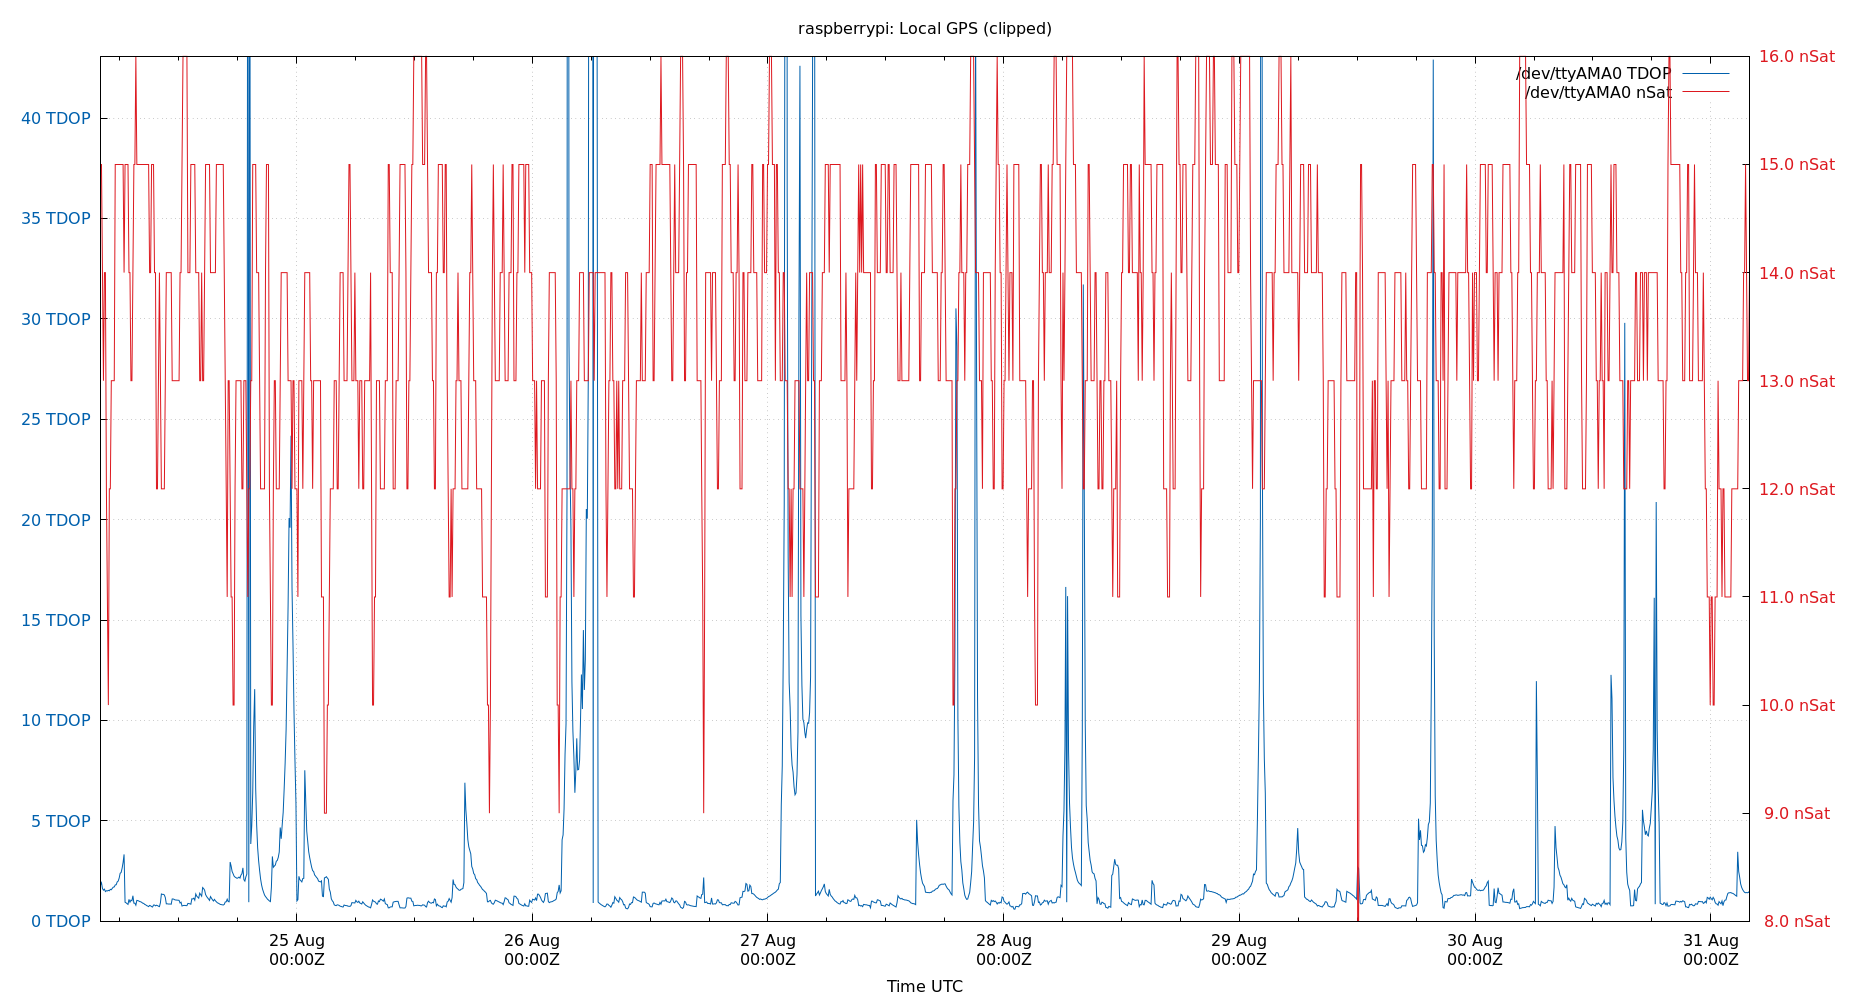 raspberrypi: Local GPS (clipped)
/dev/ttyAMA0 TDOP
/dev/ttyAMA0 nSat
40 TDOP
35 TDOP
30 TDOP
25 TDOP
20 TDOP
15 TDOP
10 TDOP
5 TDOP
0 TDOP
16.0 nSat
15.0 nSat
14.0 nSat
13.0 nSat
12.0 nSat
11.0 nSat
10.0 nSat
9.0 nSat
8.0 nSat
25 Aug
00:00Z
26 Aug
00:00Z
27 Aug
00:00Z
28 Aug
00:00Z
29 Aug
00:00Z
30 Aug
00:00Z
31 Aug
00:00Z
Time UTC